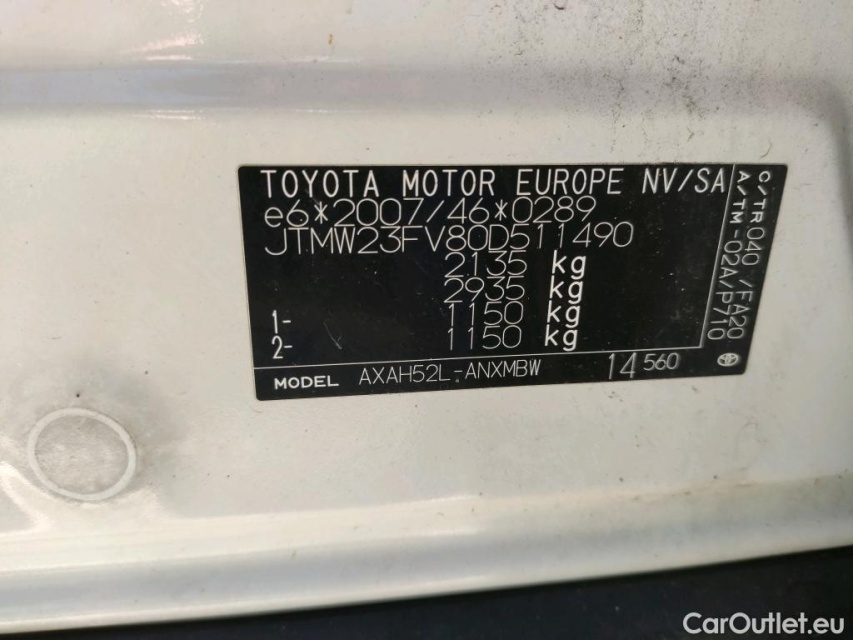 TOYOTA MOTOR EUROPE NV/SA
e6*2007/46*0289
JTMW23FV80D511490
2135 kg
2935 kg
1- 1150 kg
2- 1150 kg
MODEL AXAH52L-ANXMBW 14 560
C/TR 040 /EA20
A/TM -02A/P710
CarOutlet.eu